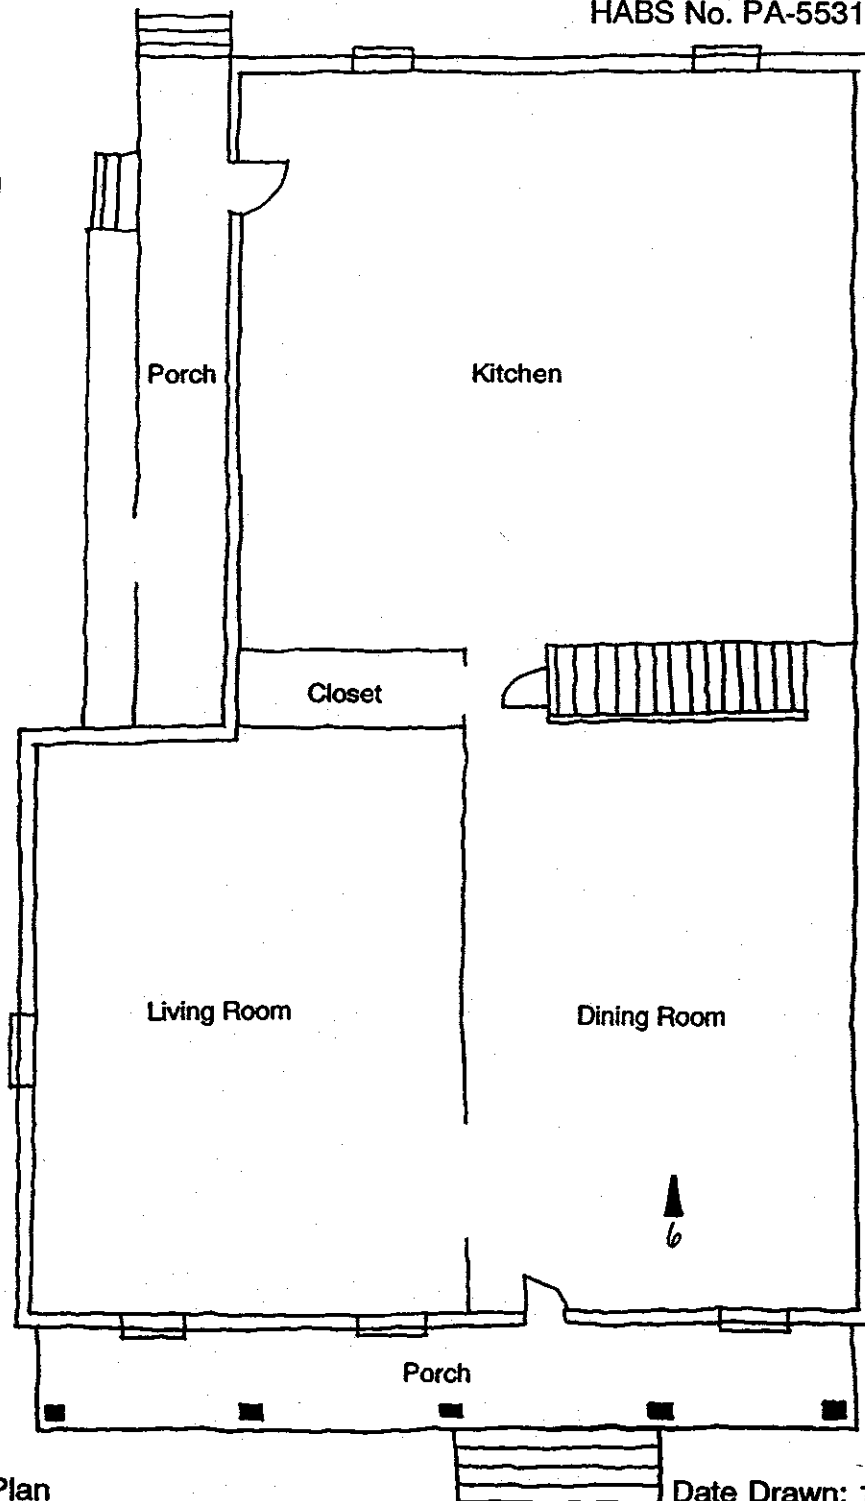 HABS No. PA-5531
Porch
Kitchen
Closet
Living Room
Dining Room
6
Porch
Plan
Date Drawn: